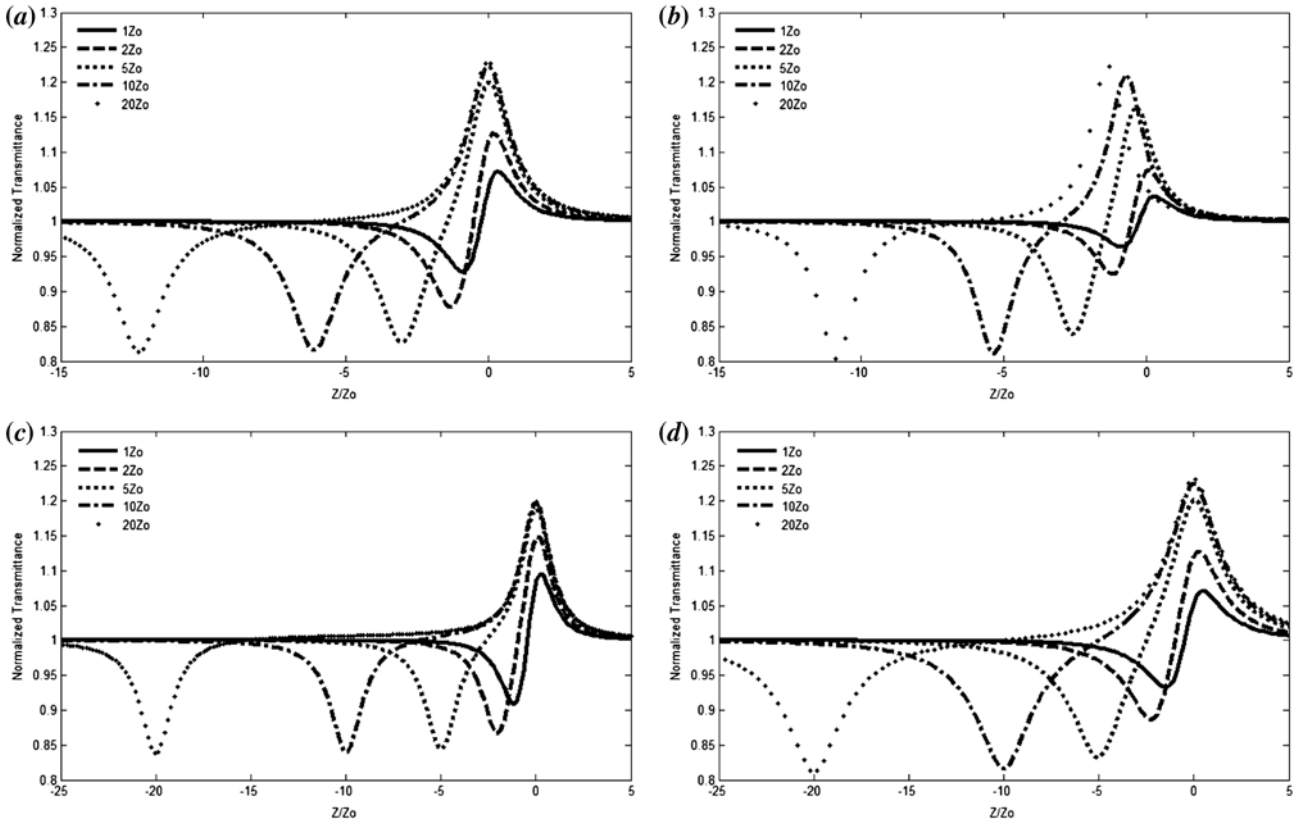 (a)
1.3
1.25
1.2
1.15
1.1
1.05
1
0.95
0.9
0.85
0.8
Normalized Transmittance
1Zo
2Zo
5Zo
10Zo
20Zo
-15
-10
-5
0
5
Z/Zo
(b)
1.3
1.25
1.2
1.15
1.1
1.05
1
0.95
0.9
0.85
0.8
Normalized Transmittance
1Zo
2Zo
5Zo
10Zo
20Zo
-15
-10
-5
0
5
Z/Zo
(c)
1.3
1.25
1.2
1.15
1.1
1.05
1
0.95
0.9
0.85
0.8
Normalized Transmittance
1Zo
2Zo
5Zo
10Zo
20Zo
-25
-20
-15
-10
-5
0
5
Z/Zo
(d)
1.3
1.25
1.2
1.15
1.1
1.05
1
0.95
0.9
0.85
0.8
Normalized Transmittance
1Zo
2Zo
5Zo
10Zo
20Zo
-25
-20
-15
-10
-5
0
5
Z/Zo